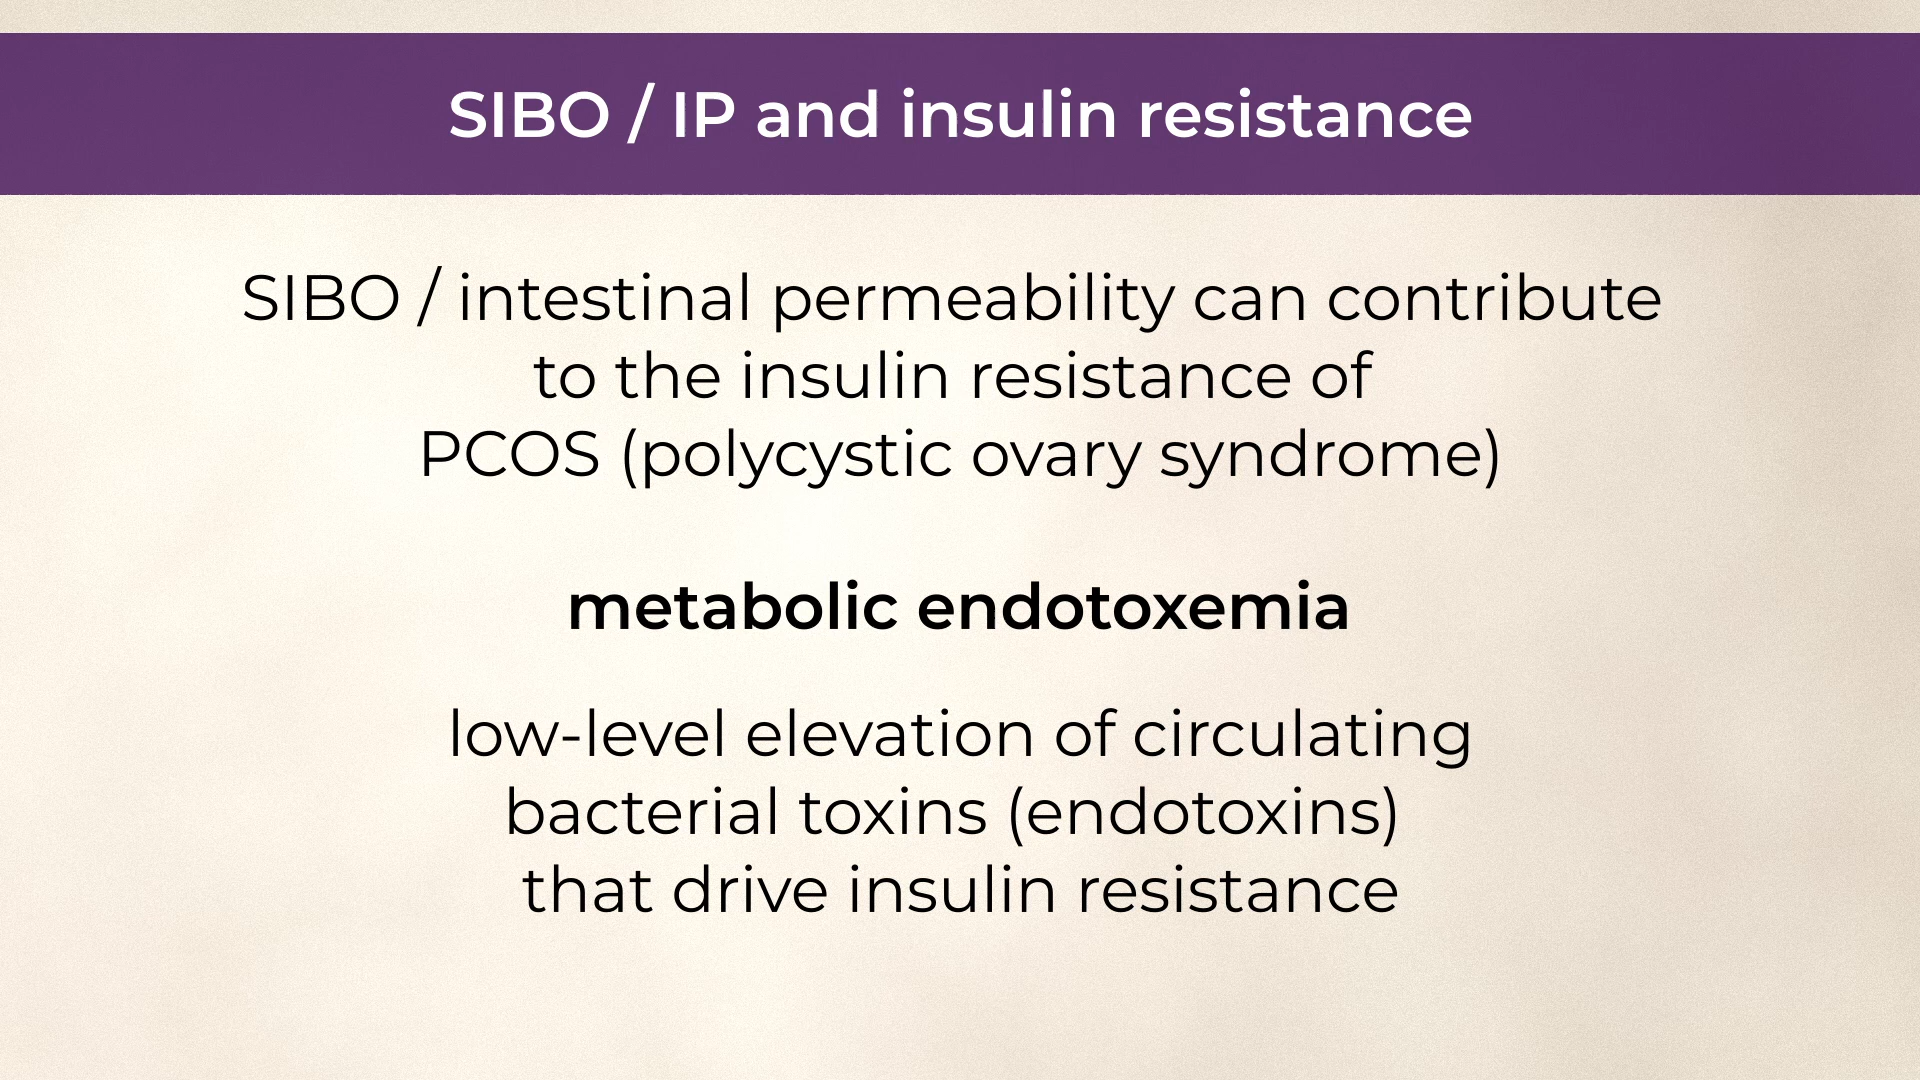 SIBO / IP and insulin resistance
SIBO / intestinal permeability can contribute
to the insulin resistance of
PCOS (polycystic ovary syndrome)
metabolic endotoxemia
low-level elevation of circulating
bacterial toxins (endotoxins)
that drive insulin resistance